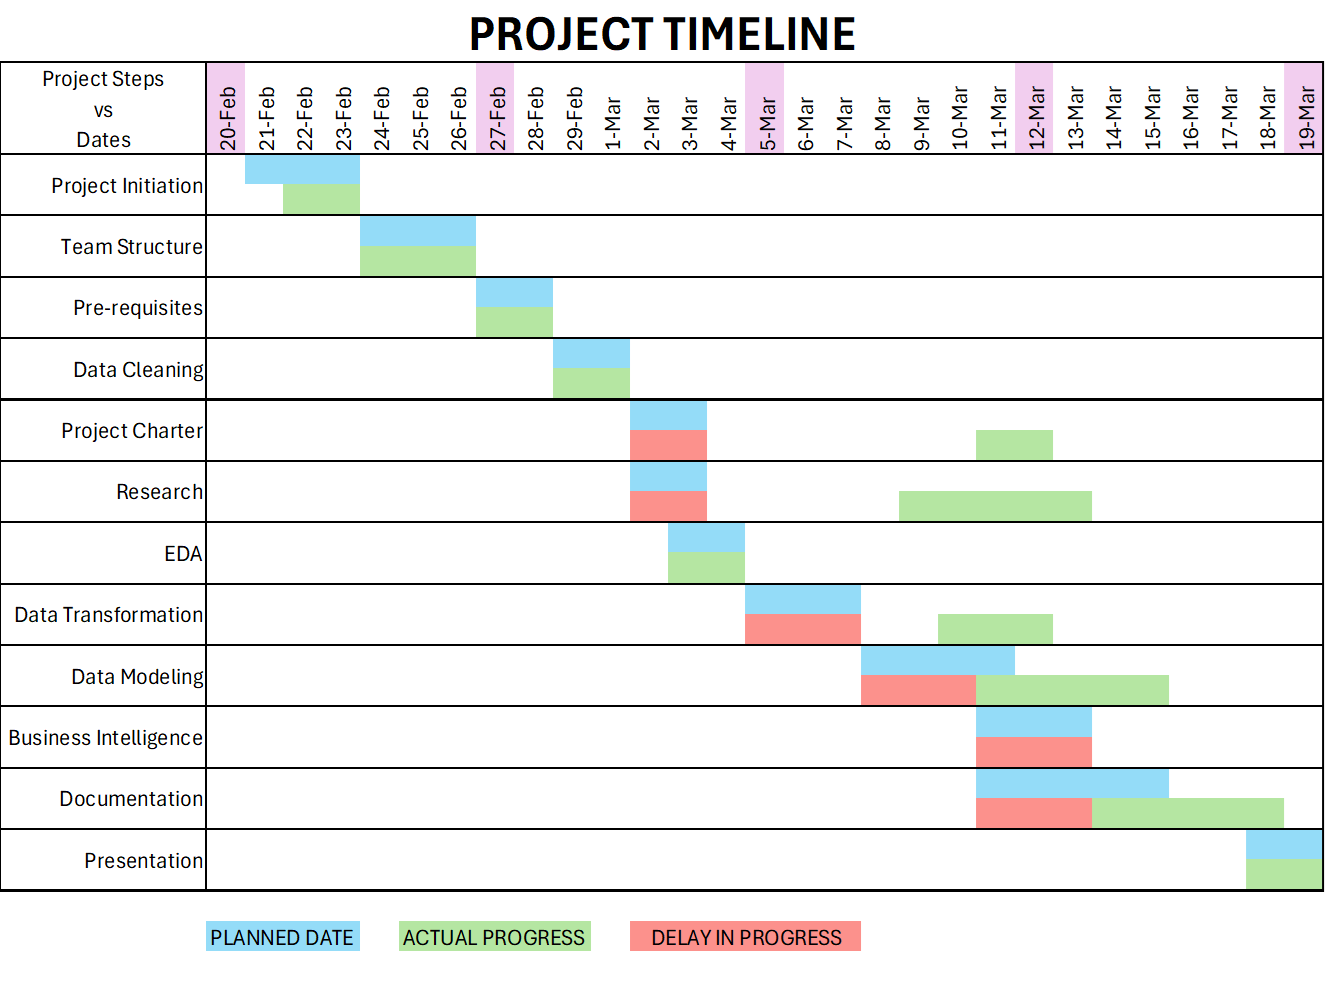 PROJECT TIMELINE
Project Steps
vs
Dates
20-Feb
21-Feb
22-Feb
23-Feb
24-Feb
25-Feb
26-Feb
27-Feb
28-Feb
29-Feb
1-Mar
2-Mar
3-Mar
4-Mar
5-Mar
6-Mar
7-Mar
8-Mar
9-Mar
10-Mar
11-Mar
12-Mar
13-Mar
14-Mar
15-Mar
16-Mar
17-Mar
18-Mar
19-Mar
Project Initiation
Team Structure
Pre-requisites
Data Cleaning
Project Charter
Research
EDA
Data Transformation
Data Modeling
Business Intelligence
Documentation
Presentation
PLANNED DATE
ACTUAL PROGRESS
DELAY IN PROGRESS